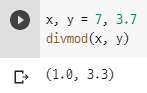 x, y = 7, 3.7
divmod(x, y)
(1.0, 3.3)